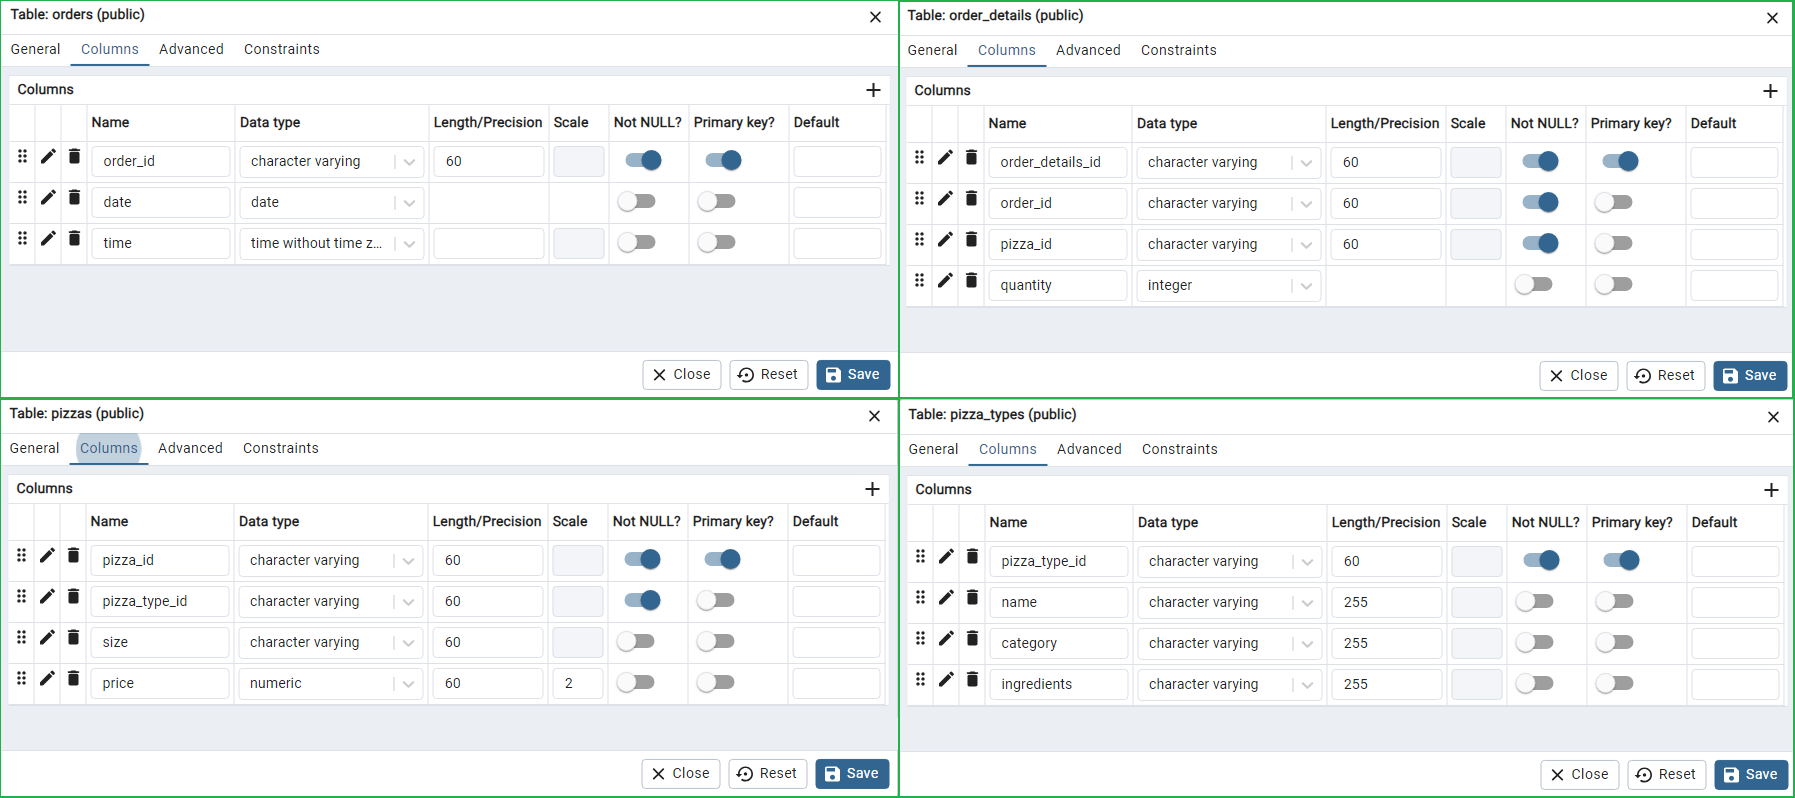 Table: orders (public)
General Columns Advanced Constraints
Columns
Name Data type Length/Precision Scale Not NULL? Primary key? Default
order_id character varying 60
date date
time time without time z...
Close Reset Save
Table: order_details (public)
General Columns Advanced Constraints
Columns
Name Data type Length/Precision Scale Not NULL? Primary key? Default
order_details_id character varying 60
order_id character varying 60
pizza_id character varying 60
quantity integer
Close Reset Save
Table: pizzas (public)
General Columns Advanced Constraints
Columns
Name Data type Length/Precision Scale Not NULL? Primary key? Default
pizza_id character varying 60
pizza_type_id character varying 60
size character varying 60
price numeric 60 2
Close Reset Save
Table: pizza_types (public)
General Columns Advanced Constraints
Columns
Name Data type Length/Precision Scale Not NULL? Primary key? Default
pizza_type_id character varying 60
name character varying 255
category character varying 255
ingredients character varying 255
Close Reset Save